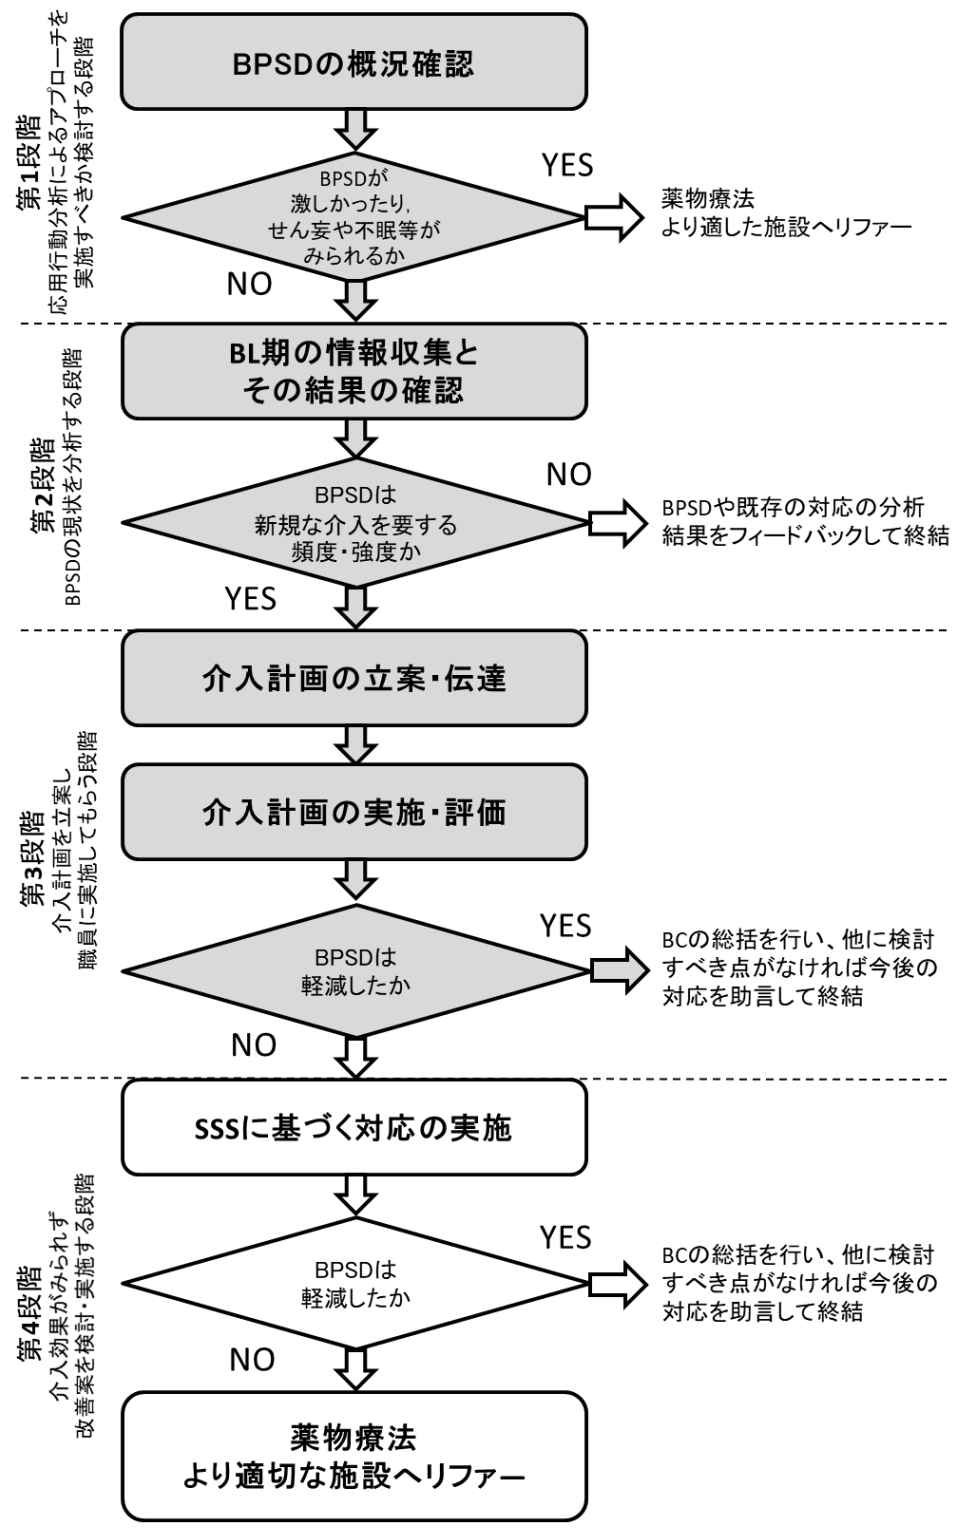 第1段階
応用行動分析によるアプローチを
実施すべきか検討する段階
BPSDの概況確認
BPSDが
激しかったり,
せん妄や不眠等が
みられるか
YES
薬物療法
より適した施設へリファー
NO
第2段階
BPSDの現状を分析する段階
BL期の情報収集と
その結果の確認
BPSDは
新規な介入を要する
頻度・強度か
NO
BPSDや既存の対応の分析
結果をフィードバックして終結
YES
第3段階
介入計画を立案し
職員に実施してもらう段階
介入計画の立案・伝達
介入計画の実施・評価
BPSDは
軽減したか
YES
BCの総括を行い、他に検討
すべき点がなければ今後の
対応を助言して終結
NO
第4段階
介入効果がみられず
改善案を検討・実施する段階
SSSに基づく対応の実施
BPSDは
軽減したか
YES
BCの総括を行い、他に検討
すべき点がなければ今後の
対応を助言して終結
NO
薬物療法
より適切な施設へリファー